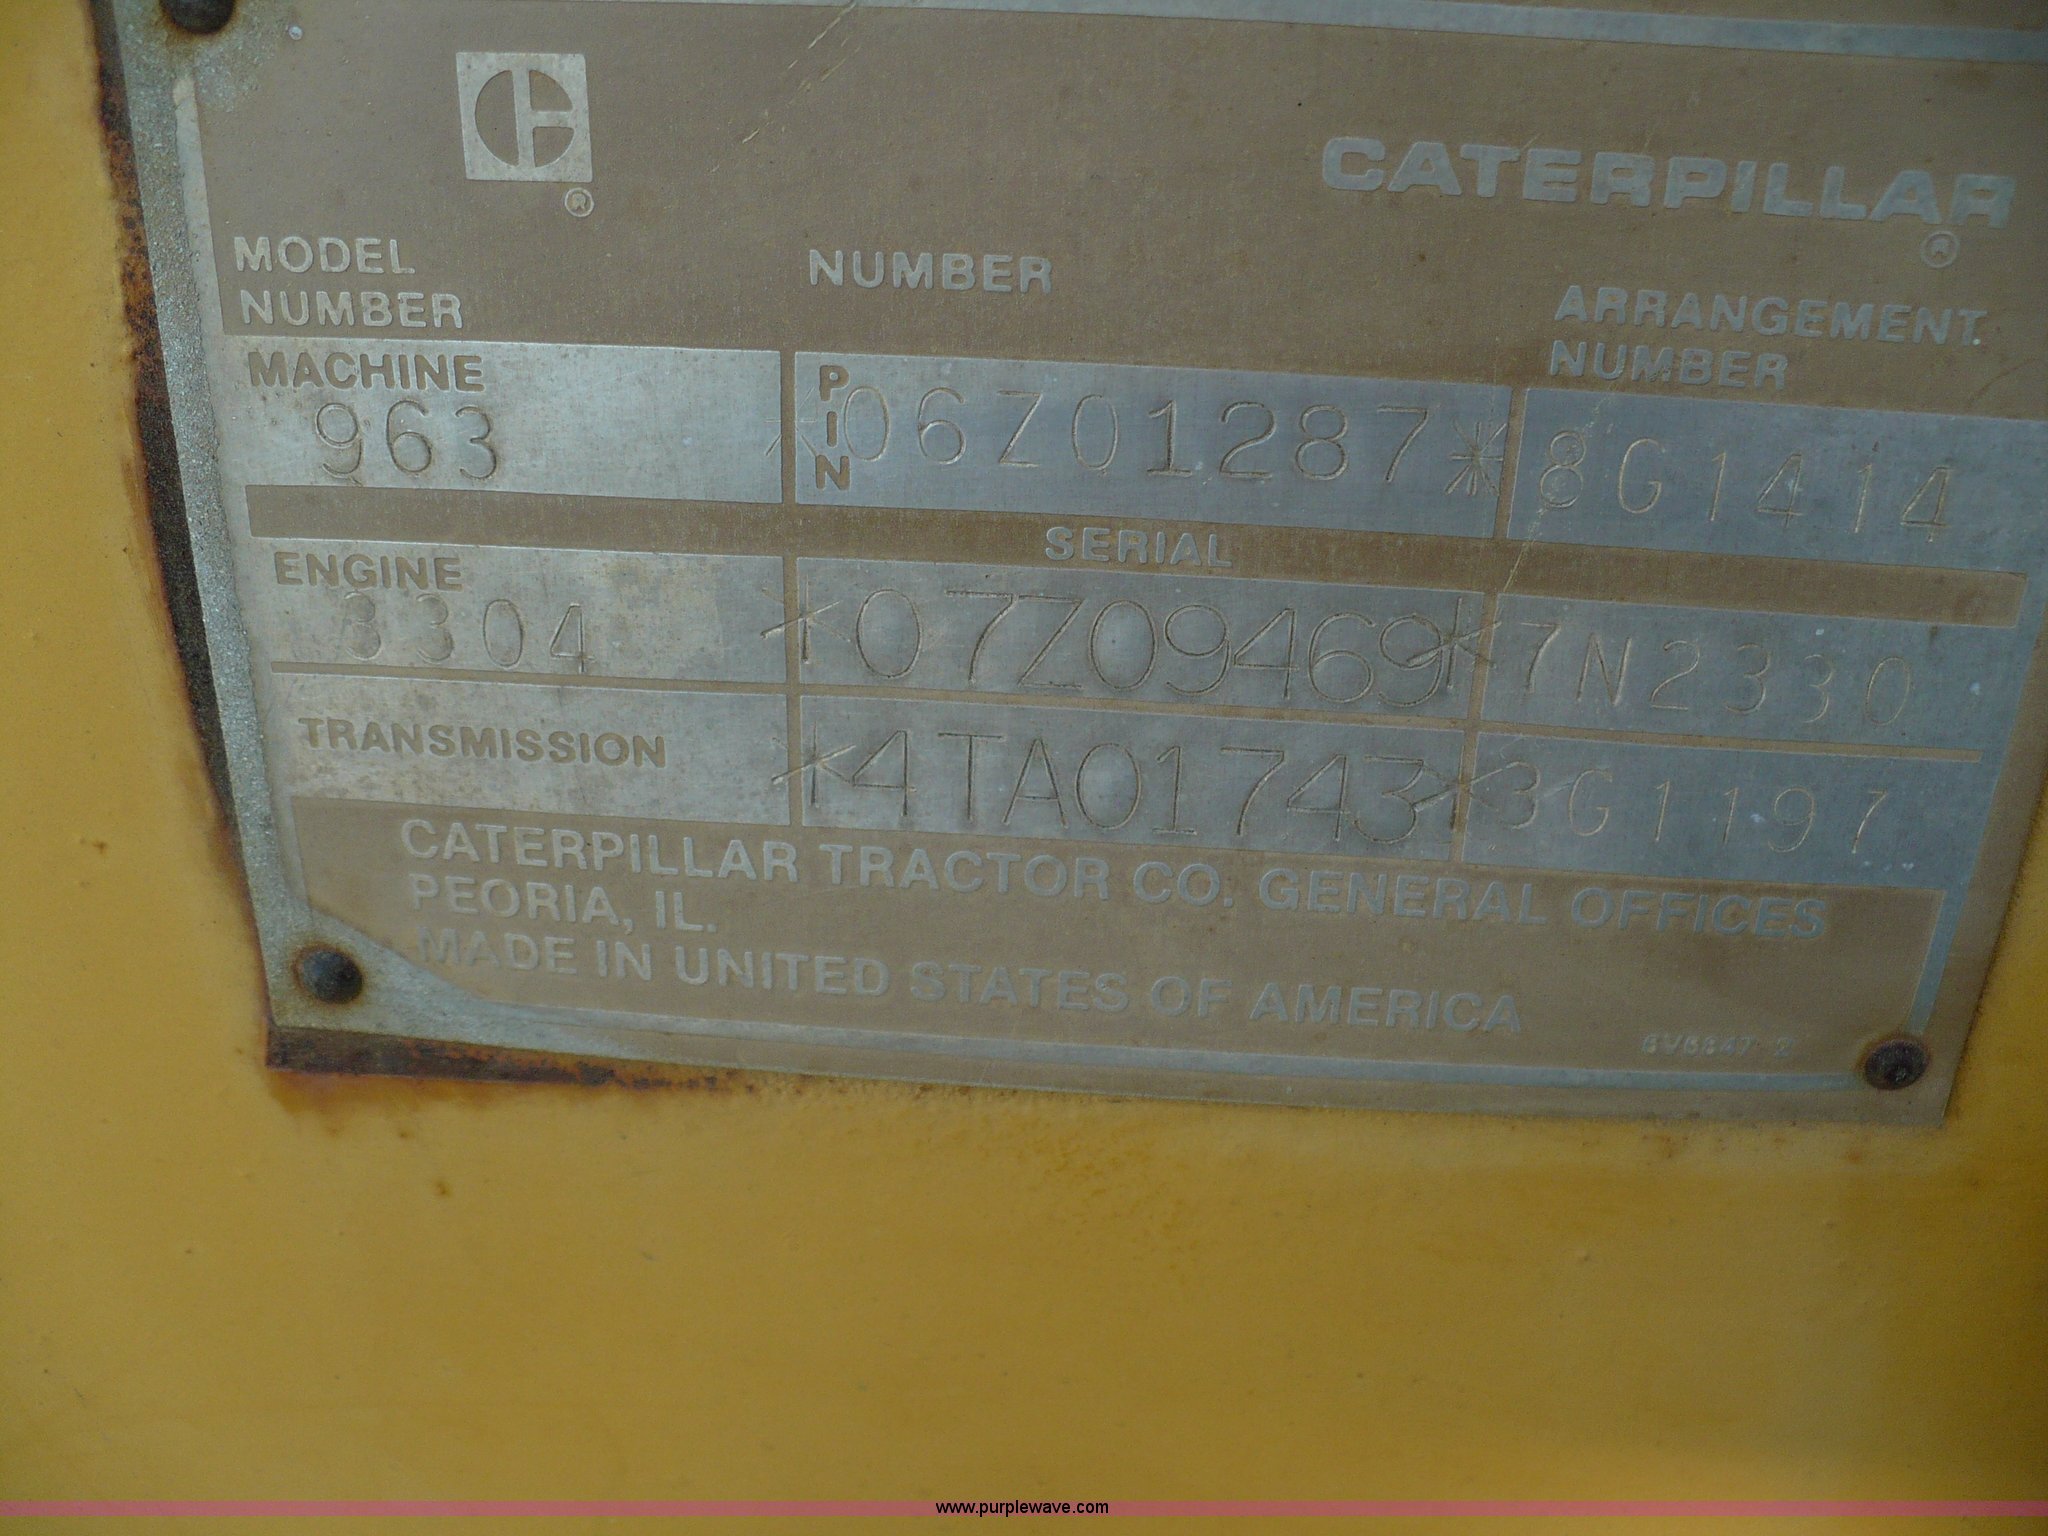 ®
CATERPILLAR
®
MODEL
NUMBER
NUMBER
ARRANGEMENT
NUMBER
MACHINE
963
PIN
*06Z01287*
8G1414
SERIAL
ENGINE
3304
*07Z09469*
7N2330
TRANSMISSION
*4TA01743*
3G1197
CATERPILLAR TRACTOR CO. GENERAL OFFICES
PEORIA, IL.
MADE IN UNITED STATES OF AMERICA
www.purplewave.com